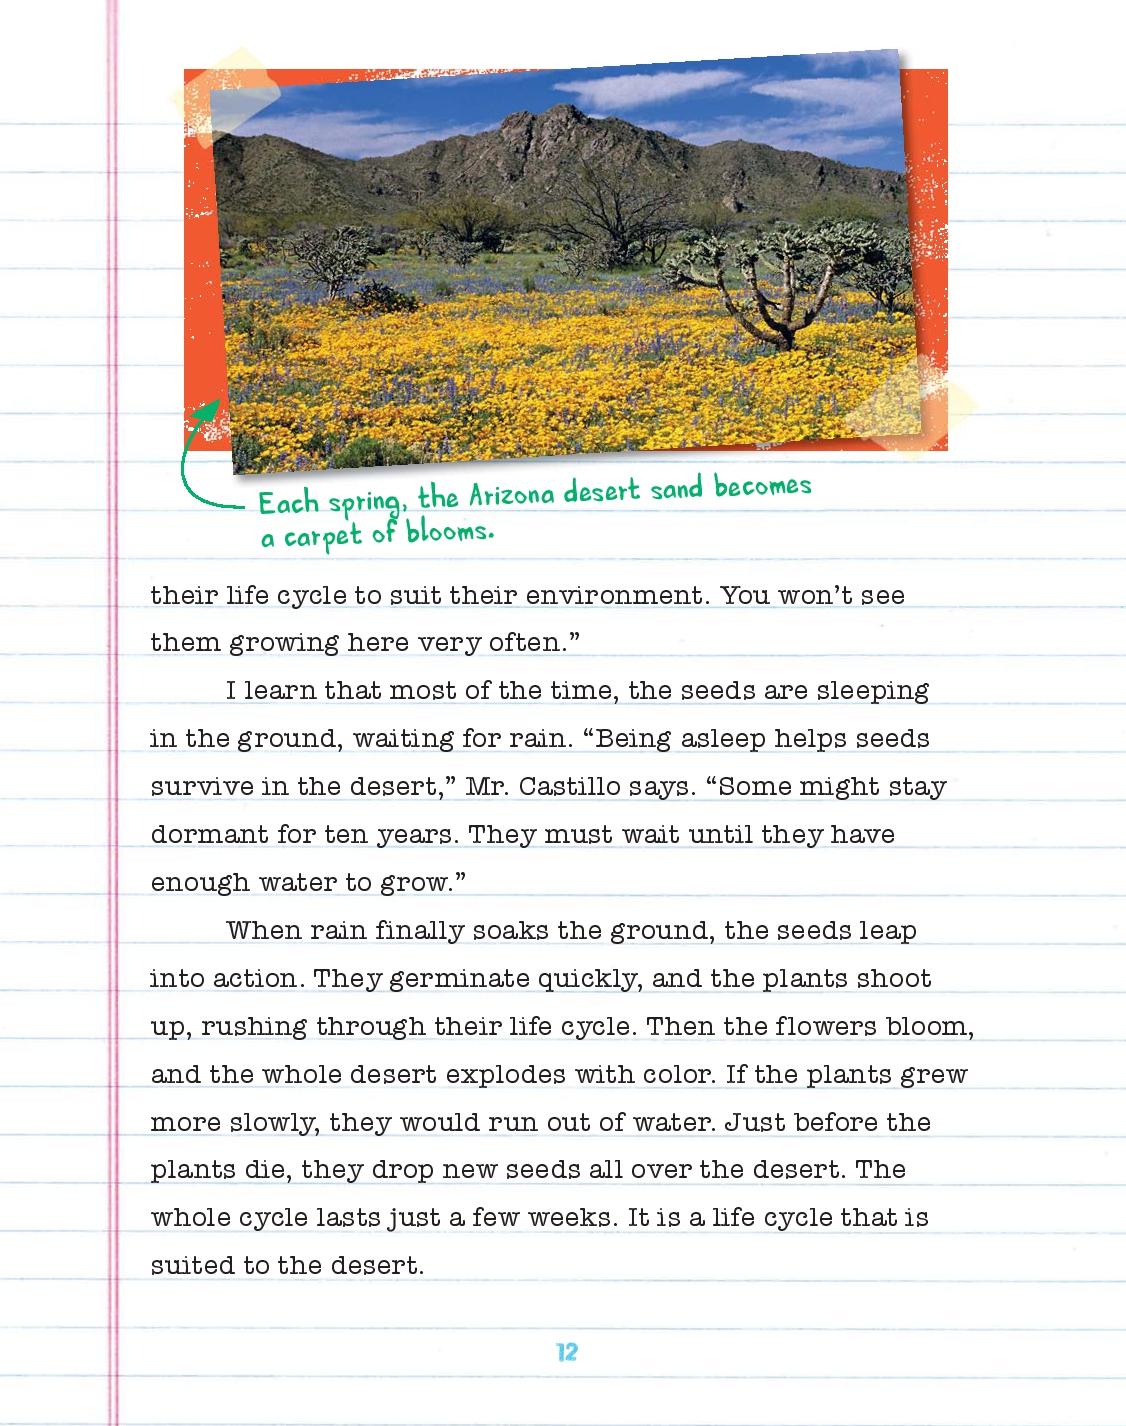 Each spring, the Arizona desert sand becomes
a carpet of blooms.
their life cycle to suit their environment. You won’t see
them growing here very often.”
I learn that most of the time, the seeds are sleeping
in the ground, waiting for rain. “Being asleep helps seeds
survive in the desert,” Mr. Castillo says. “Some might stay
dormant for ten years. They must wait until they have
enough water to grow.”
When rain finally soaks the ground, the seeds leap
into action. They germinate quickly, and the plants shoot
up, rushing through their life cycle. Then the flowers bloom,
and the whole desert explodes with color. If the plants grew
more slowly, they would run out of water. Just before the
plants die, they drop new seeds all over the desert. The
whole cycle lasts just a few weeks. It is a life cycle that is
suited to the desert.
12